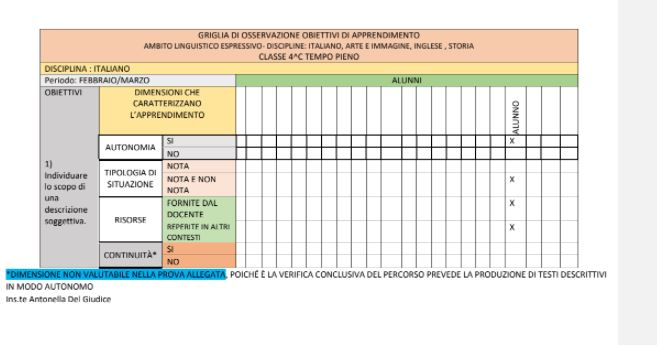 GRIGLIA DI OSSERVAZIONE OBIETTIVI DI APPRENDIMENTO
AMBITO LINGUISTICO ESPRESSIVO- DISCIPLINE: ITALIANO, ARTE E IMMAGINE, INGLESE , STORIA
CLASSE 4^C TEMPO PIENO
DISCIPLINA : ITALIANO
Periodo: FEBBRAIO/MARZO
ALUNNI
OBIETTIVI
DIMENSIONI CHE
CARATTERIZZANO
L'APPRENDIMENTO
ALUNNO
1)
Individuare
lo scopo di
una
descrizione
soggettiva.
AUTONOMIA
SI
X
NO
TIPOLOGIA DI
SITUAZIONE
NOTA
NOTA E NON
NOTA
X
RISORSE
FORNITE DAL
DOCENTE
X
REPERITE IN ALTRI
CONTESTI
X
CONTINUITÀ*
SI
NO
*DIMENSIONE NON VALUTABILE NELLA PROVA ALLEGATA, POICHÉ È LA VERIFICA CONCLUSIVA DEL PERCORSO PREVEDE LA PRODUZIONE DI TESTI DESCRITTIVI
IN MODO AUTONOMO
Ins.te Antonella Del Giudice